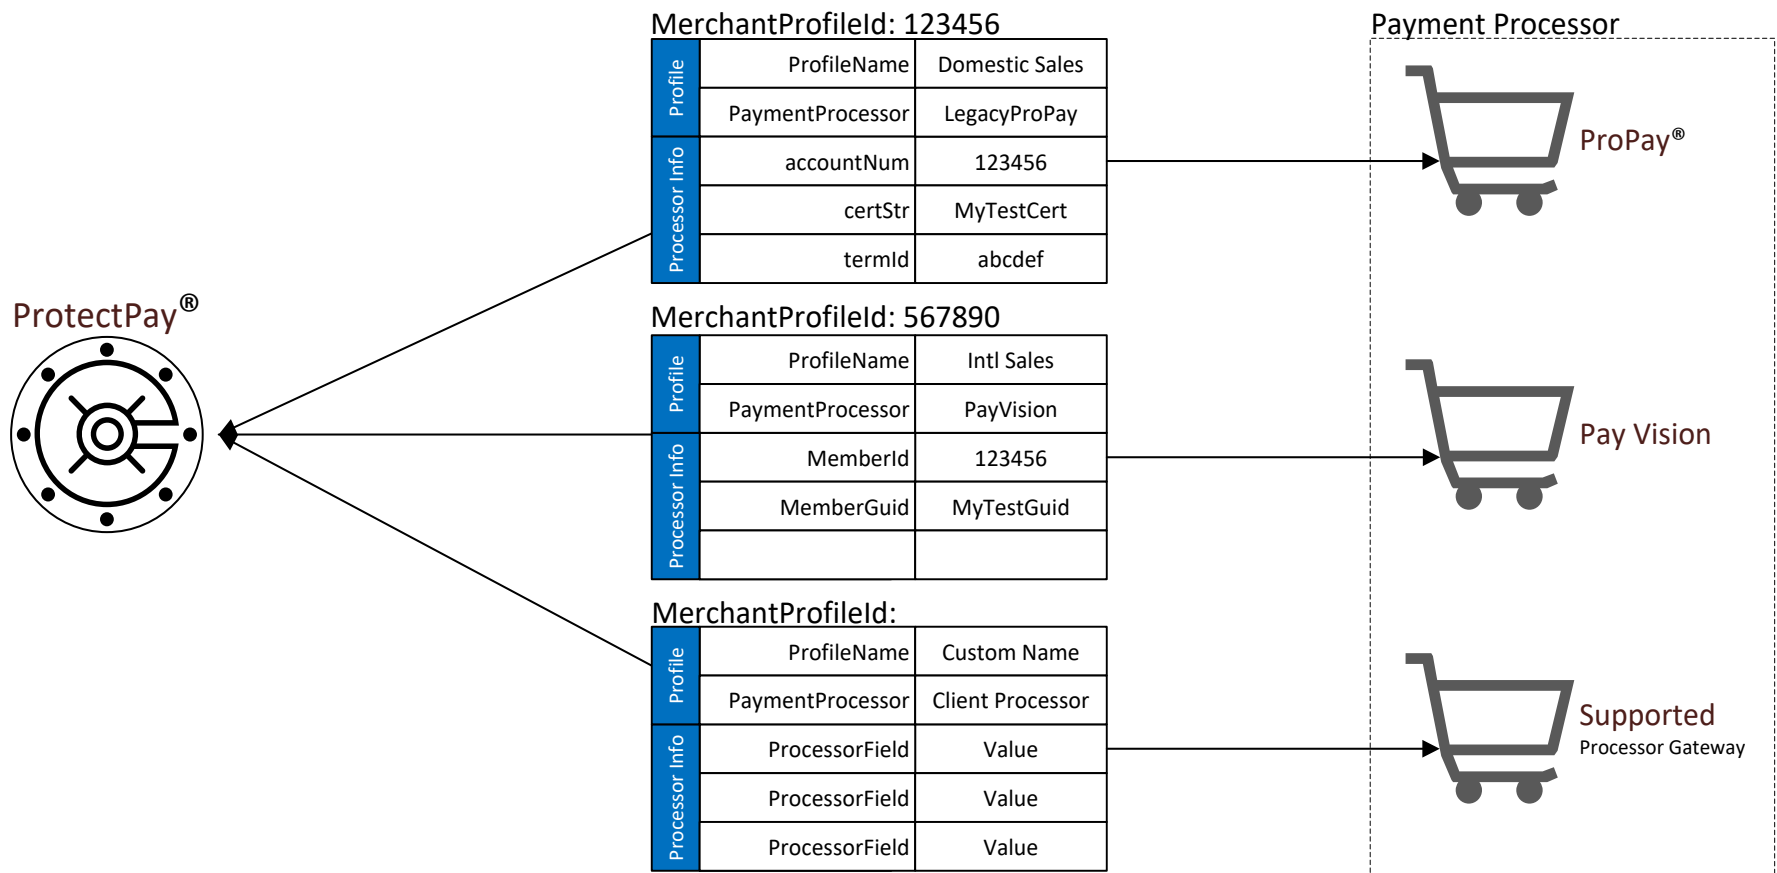 MerchantProfileId: 123456
Payment Processor
Profile
ProfileName Domestic Sales
PaymentProcessor LegacyProPay
Processor Info
accountNum 123456
certStr MyTestCert
termId abcdef
ProPay®
ProtectPay®
MerchantProfileId: 567890
Profile
ProfileName Intl Sales
PaymentProcessor PayVision
Processor Info
MemberId 123456
MemberGuid MyTestGuid
Pay Vision
MerchantProfileId:
Profile
ProfileName Custom Name
PaymentProcessor Client Processor
Processor Info
ProcessorField Value
ProcessorField Value
ProcessorField Value
Supported
Processor Gateway